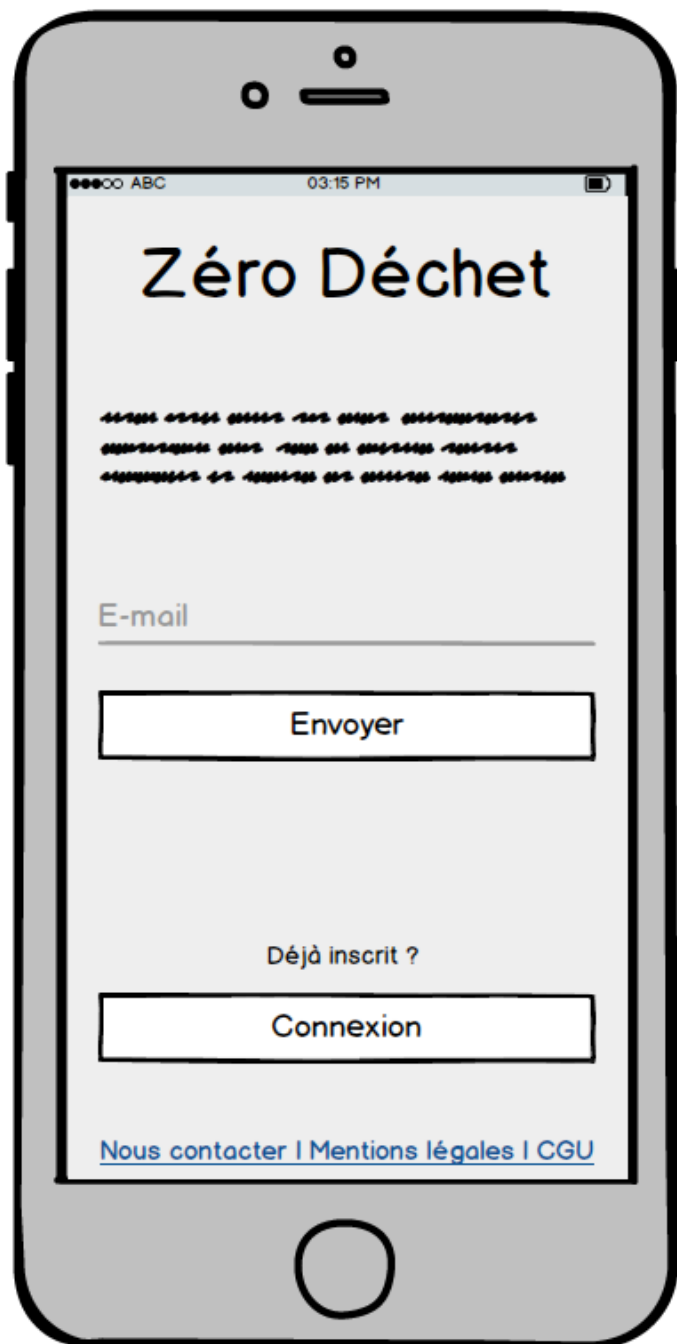 ABC 03:15 PM
Zéro Déchet
E-mail
Envoyer
Déjà inscrit ?
Connexion
Nous contacter | Mentions légales | CGU